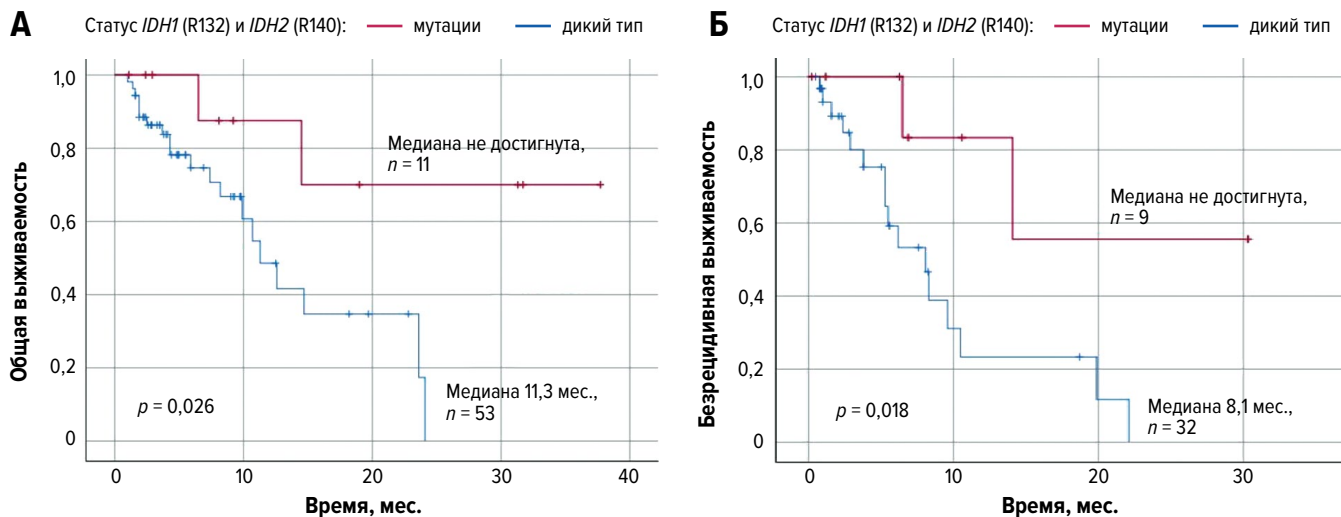 А
Статус IDH1 (R132) и IDH2 (R140): мутации дикий тип
Общая выживаемость
1,0
0,8
0,6
0,4
0,2
0
Медиана не достигнута,
n = 11
Медиана 11,3 мес.,
n = 53
p = 0,026
0 10 20 30 40
Время, мес.
Б
Статус IDH1 (R132) и IDH2 (R140): мутации дикий тип
Безрецидивная выживаемость
1,0
0,8
0,6
0,4
0,2
0
Медиана не достигнута,
n = 9
Медиана 8,1 мес.,
n = 32
p = 0,018
0 10 20 30
Время, мес.